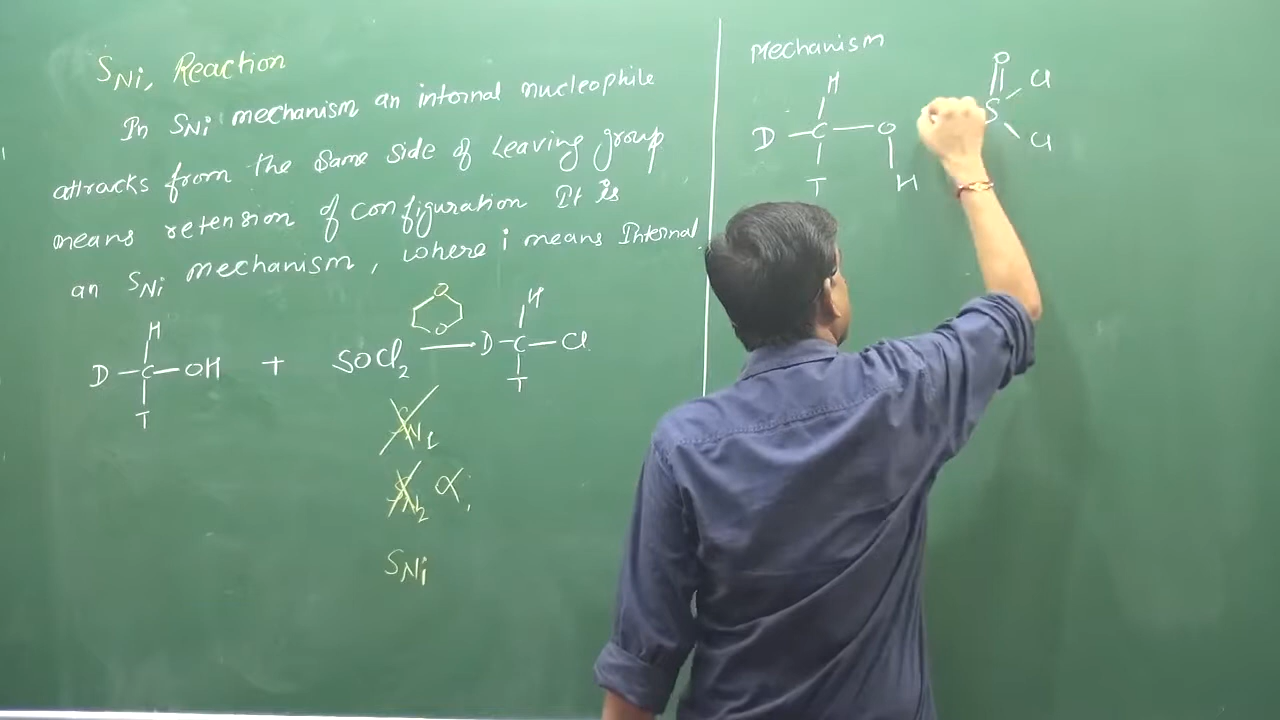 SNi, Reaction
In SNi mechanism an internal nucleophile
attracks from the same side of Leaving group
means retension of configuration It is
an SNi mechanism, where i means Internal
H
D-C-OH + SOCl2
T
O
O
H
D-C-Cl
T
SN1
SN2 α,
SNi
Mechanism
H
D-C-O
T H
O
S
Cl
Cl